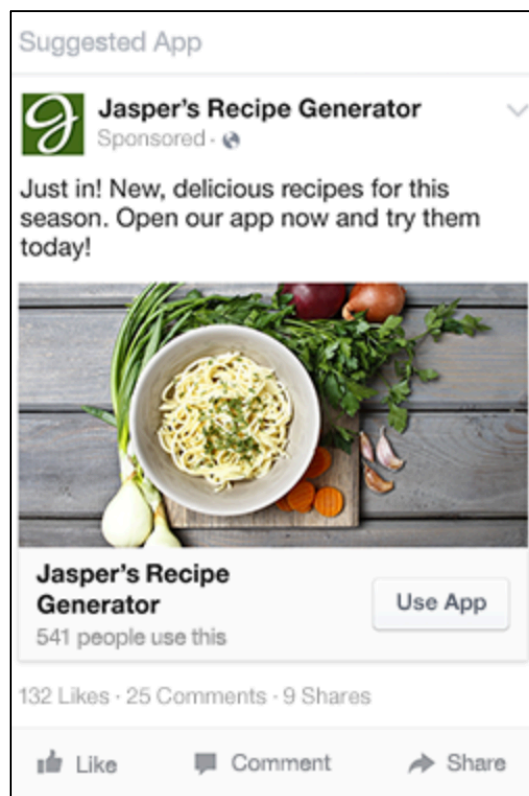 Suggested App
Jasper's Recipe Generator
Sponsored ·
Just in! New, delicious recipes for this
season. Open our app now and try them
today!
Jasper's Recipe
Generator
541 people use this
Use App
132 Likes · 25 Comments · 9 Shares
Like
Comment
Share